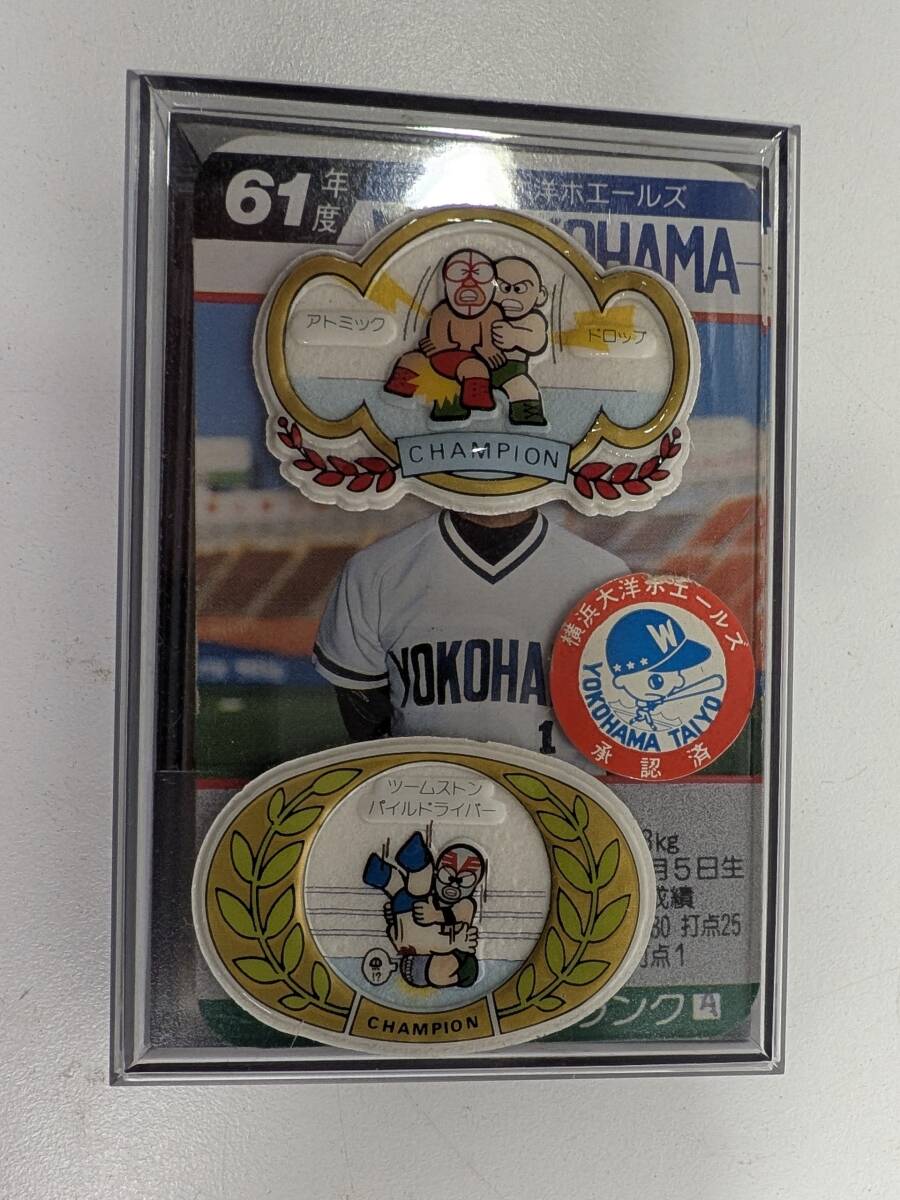 61年度
洋ホエールズ
YOKOHAMA
アトミック
ドロップ
CHAMPION
YOKOHA
1
横浜大洋ホエールズ
W
YOKOHAMA TAIYO
承認済
ツームストン
パイルドライバー
CHAMPION
kg
月5日生
成績
30 打点25
点1
ランク A